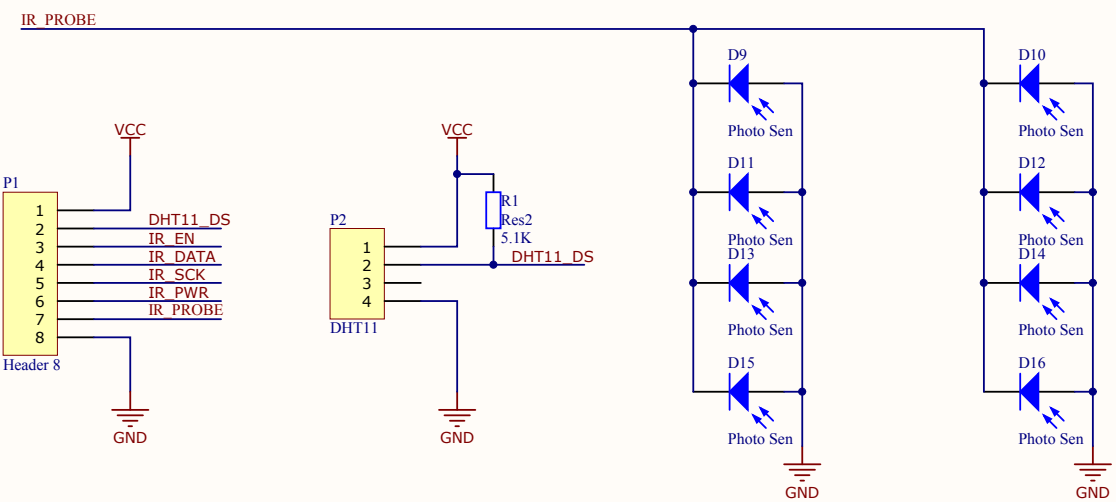 IR_PROBE
D9
Photo Sen
D10
Photo Sen
VCC
VCC
P1
1
2
3
4
5
6
7
8
DHT11_DS
IR_EN
IR_DATA
IR_SCK
IR_PWR
IR_PROBE
Header 8
GND
P2
1
2
3
4
DHT11
R1
Res2
5.1K
DHT11_DS
GND
D11
Photo Sen
D13
Photo Sen
D15
Photo Sen
GND
D12
Photo Sen
D14
Photo Sen
D16
Photo Sen
GND